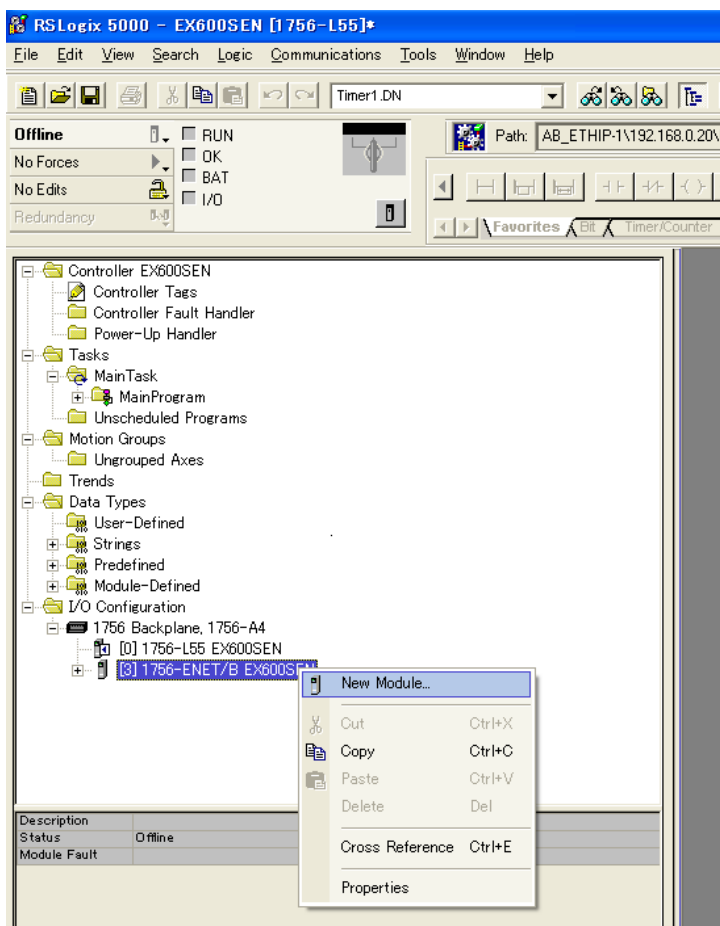 RSLogix 5000 - EX600SEN [1756-L55]*
File Edit View Search Logic Communications Tools Window Help
Timer1.DN
Offline RUN
No Forces OK
No Edits BAT
Redundancy I/O
Path: AB_ETHIP-1\192.168.0.20\
Favorites Bit Timer/Counter
Controller EX600SEN
Controller Tags
Controller Fault Handler
Power-Up Handler
Tasks
MainTask
MainProgram
Unscheduled Programs
Motion Groups
Ungrouped Axes
Trends
Data Types
User-Defined
Strings
Predefined
Module-Defined
I/O Configuration
1756 Backplane, 1756-A4
[0] 1756-L55 EX600SEN
[3] 1756-ENET/B EX600SEN
New Module...
Cut Ctrl+X
Copy Ctrl+C
Paste Ctrl+V
Delete Del
Cross Reference Ctrl+E
Properties
Description
Status Offline
Module Fault